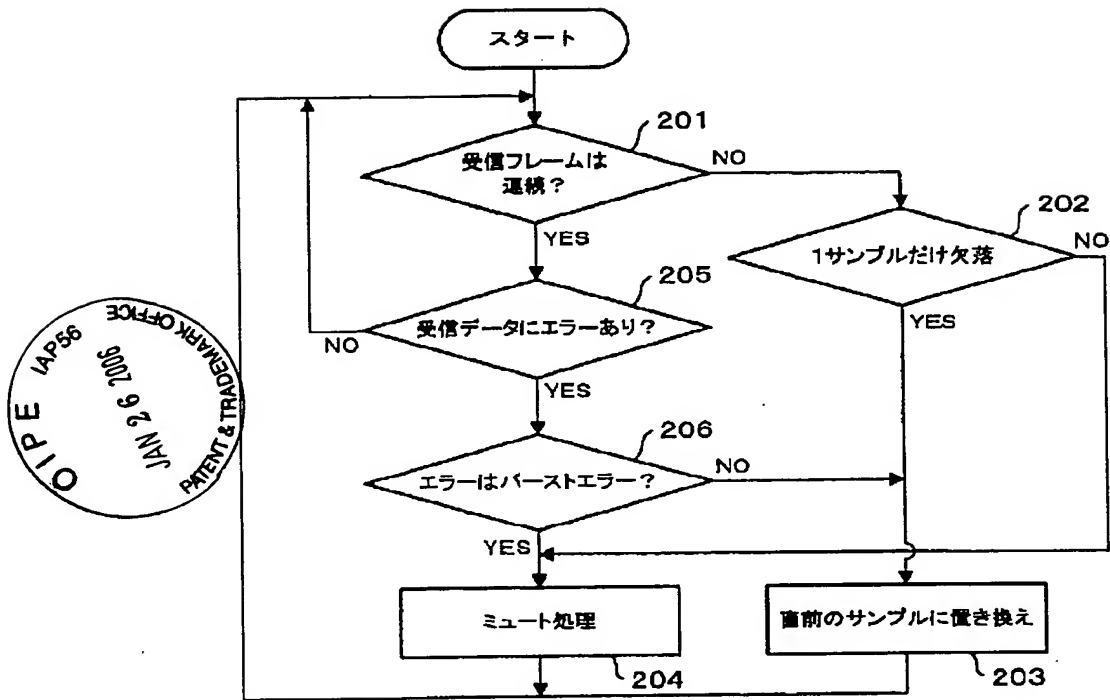 スタート
201
受信フレームは
連続？
NO
YES
202
1サンプルだけ欠落
NO
YES
205
受信データにエラーあり？
NO
YES
206
エラーはバーストエラー？
NO
YES
ミュート処理
204
直前のサンプルに置き換え
203
OIPE IAP56
JAN 26 2006
PATENT & TRADEMARK OFFICE